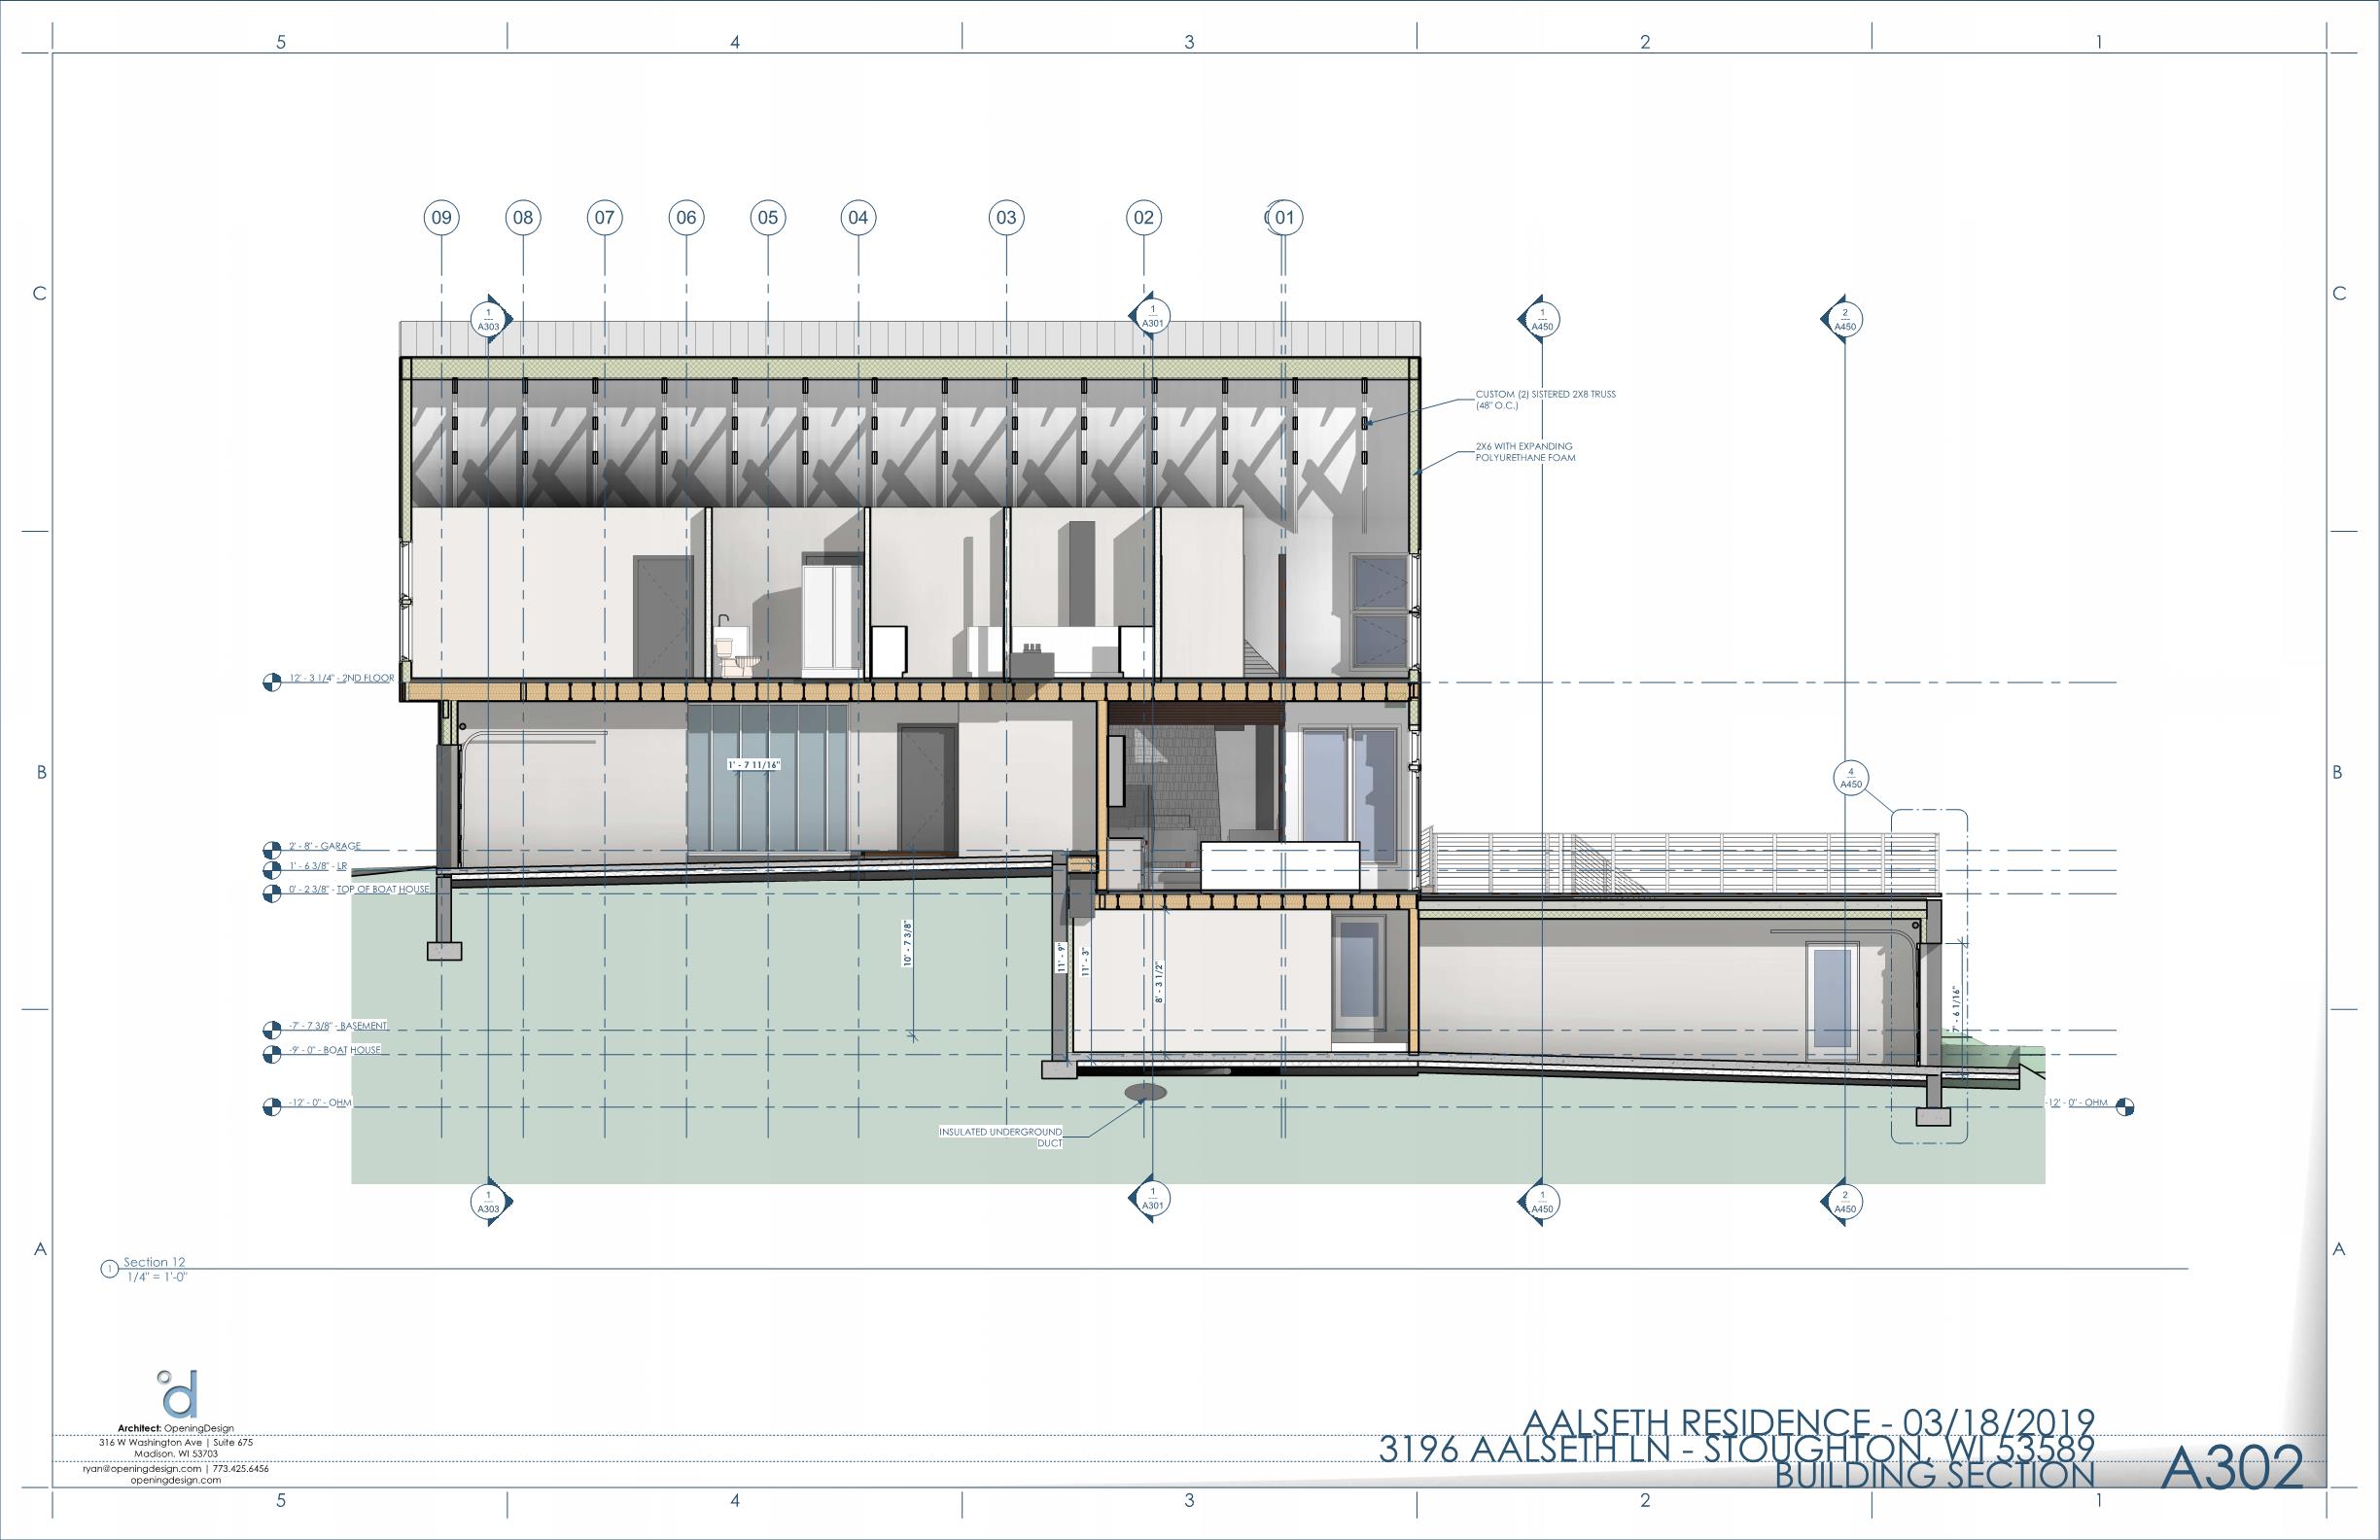 5 4 3 2 1
09 08 07 06 05 04 03 02 01
C C
1
A303
1
A301
1
A450
2
A450
CUSTOM (2) SISTERED 2X8 TRUSS
(48" O.C.)
2X6 WITH EXPANDING
POLYURETHANE FOAM
12' - 3 1/4" - 2ND FLOOR
B B
1' - 7 11/16"
4
A450
2' - 8" - GARAGE
1' - 6 3/8" - LR
0' - 2 3/8" - TOP OF BOAT HOUSE
10' - 7 3/8"
11' - 9"
11' - 3"
8' - 3 1/2"
7' - 6 1/16"
-7' - 7 3/8" - BASEMENT
-9' - 0" - BOAT HOUSE
-12' - 0" - OHM
-12' - 0" - OHM
INSULATED UNDERGROUND
DUCT
1
A303
1
A301
1
A450
2
A450
A A
1 Section 12
1/4" = 1'-0"
d
Architect: OpeningDesign
316 W Washington Ave | Suite 675
Madison, WI 53703
ryan@openingdesign.com | 773.425.6456
openingdesign.com
AALSETH RESIDENCE - 03/18/2019
3196 AALSETH LN - STOUGHTON, WI 53589
BUILDING SECTION
A302
5 4 3 2 1